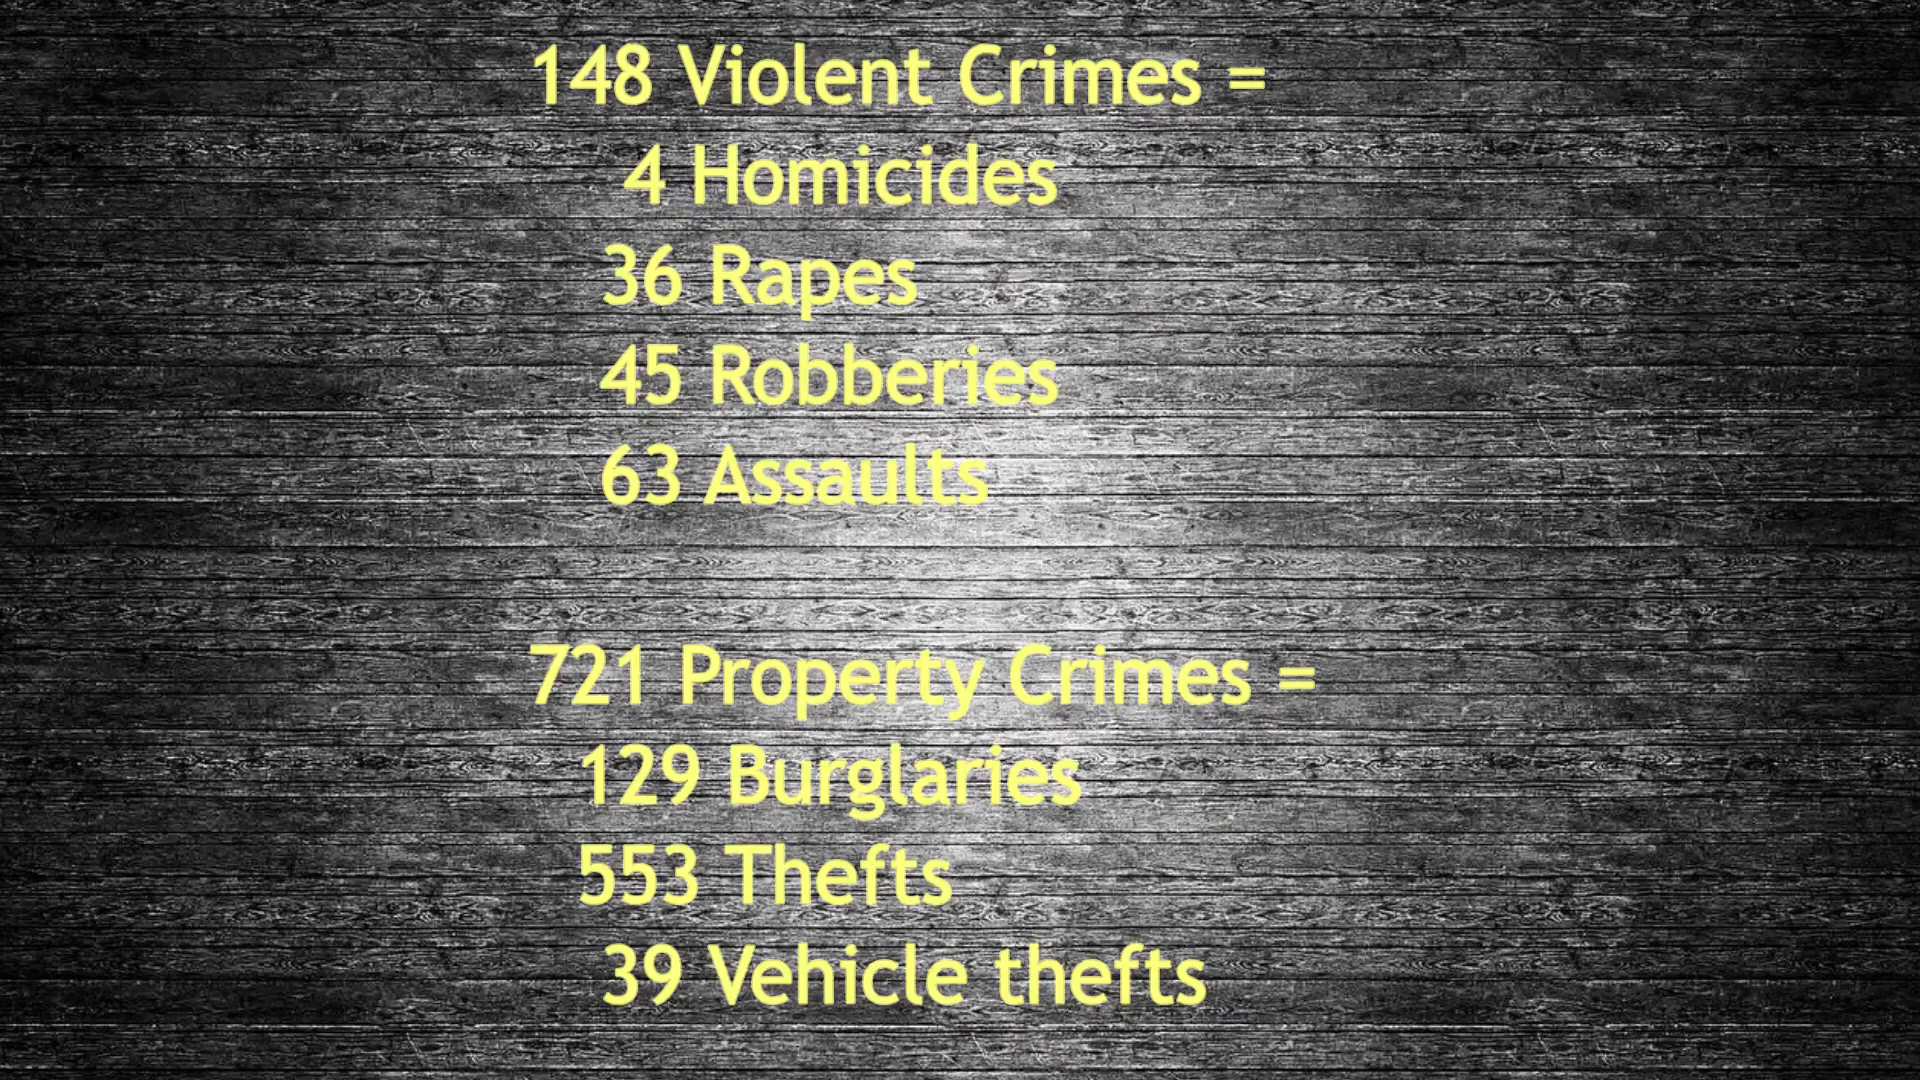 148 Violent Crimes =
4 Homicides
36 Rapes
45 Robberies
63 Assaults
721 Property Crimes =
129 Burglaries
553 Thefts
39 Vehicle thefts